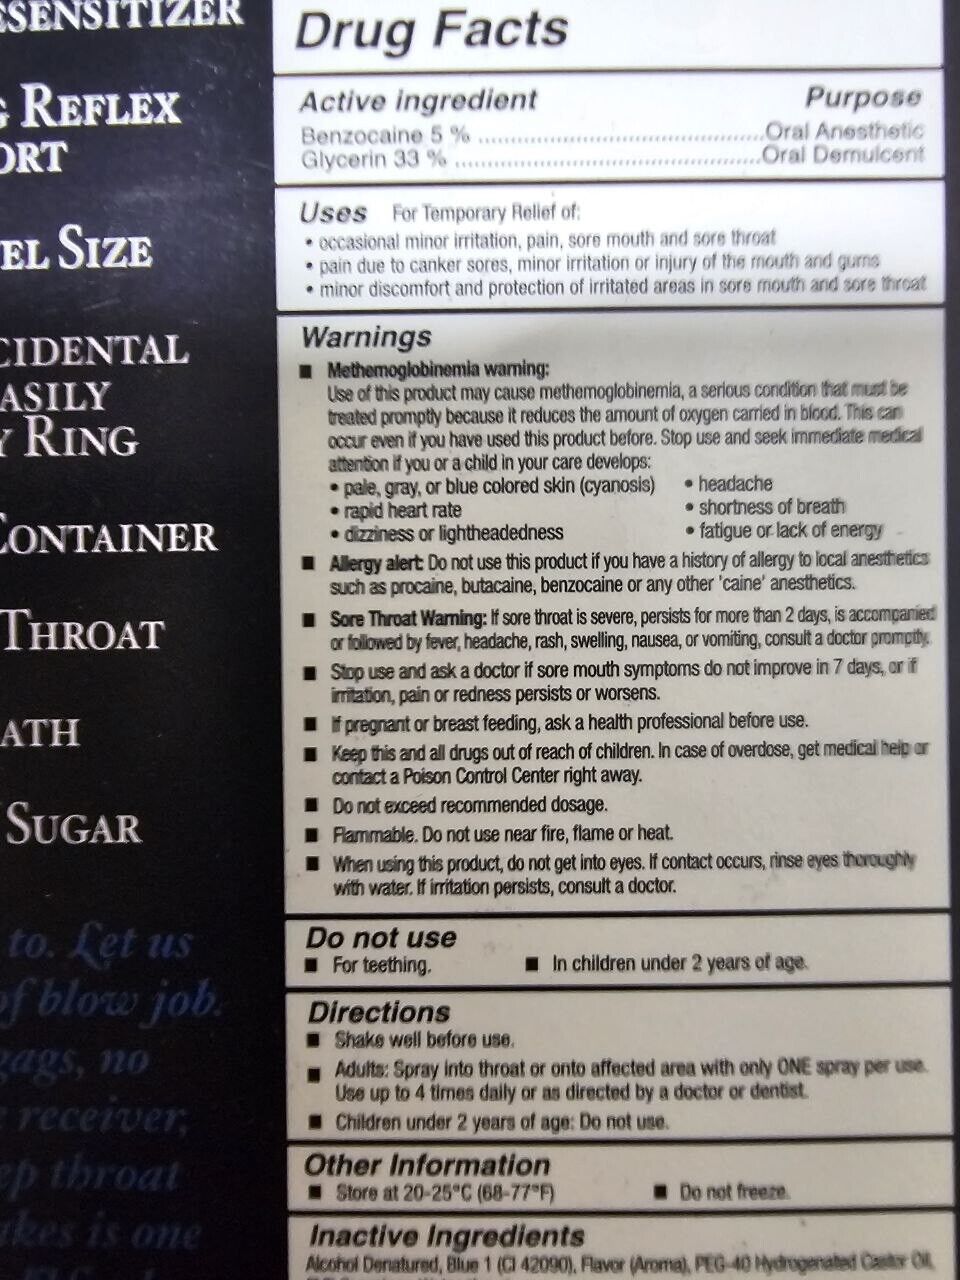 ESENSITIZER
G REFLEX
ORT
EL SIZE
CIDENTAL
ASILY
Y RING
CONTAINER
THROAT
ATH
SUGAR
to. Let us
of blow job.
gags, no
receiver,
ep throat
akes is one
Drug Facts
Active ingredient Purpose
Benzocaine 5 % ..........................................Oral Anesthetic
Glycerin 33 % .............................................Oral Demulcent
Uses For Temporary Relief of:
• occasional minor irritation, pain, sore mouth and sore throat
• pain due to canker sores, minor irritation or injury of the mouth and gums
• minor discomfort and protection of irritated areas in sore mouth and sore throat
Warnings
■ Methemoglobinemia warning:
Use of this product may cause methemoglobinemia, a serious condition that must be
treated promptly because it reduces the amount of oxygen carried in blood. This can
occur even if you have used this product before. Stop use and seek immediate medical
attention if you or a child in your care develops:
• pale, gray, or blue colored skin (cyanosis) • headache
• rapid heart rate • shortness of breath
• dizziness or lightheadedness • fatigue or lack of energy
■ Allergy alert: Do not use this product if you have a history of allergy to local anesthetics
such as procaine, butacaine, benzocaine or any other 'caine' anesthetics.
■ Sore Throat Warning: If sore throat is severe, persists for more than 2 days, is accompanied
or followed by fever, headache, rash, swelling, nausea, or vomiting, consult a doctor promptly.
■ Stop use and ask a doctor if sore mouth symptoms do not improve in 7 days, or if
irritation, pain or redness persists or worsens.
■ If pregnant or breast feeding, ask a health professional before use.
■ Keep this and all drugs out of reach of children. In case of overdose, get medical help or
contact a Poison Control Center right away.
■ Do not exceed recommended dosage.
■ Flammable. Do not use near fire, flame or heat.
■ When using this product, do not get into eyes. If contact occurs, rinse eyes thoroughly
with water. If irritation persists, consult a doctor.
Do not use
■ For teething. ■ In children under 2 years of age.
Directions
■ Shake well before use.
■ Adults: Spray into throat or onto affected area with only ONE spray per use.
Use up to 4 times daily or as directed by a doctor or dentist.
■ Children under 2 years of age: Do not use.
Other Information
■ Store at 20-25°C (68-77°F) ■ Do not freeze.
Inactive Ingredients
Alcohol Denatured, Blue 1 (CI 42090), Flavor (Aroma), PEG-40 Hydrogenated Castor Oil,